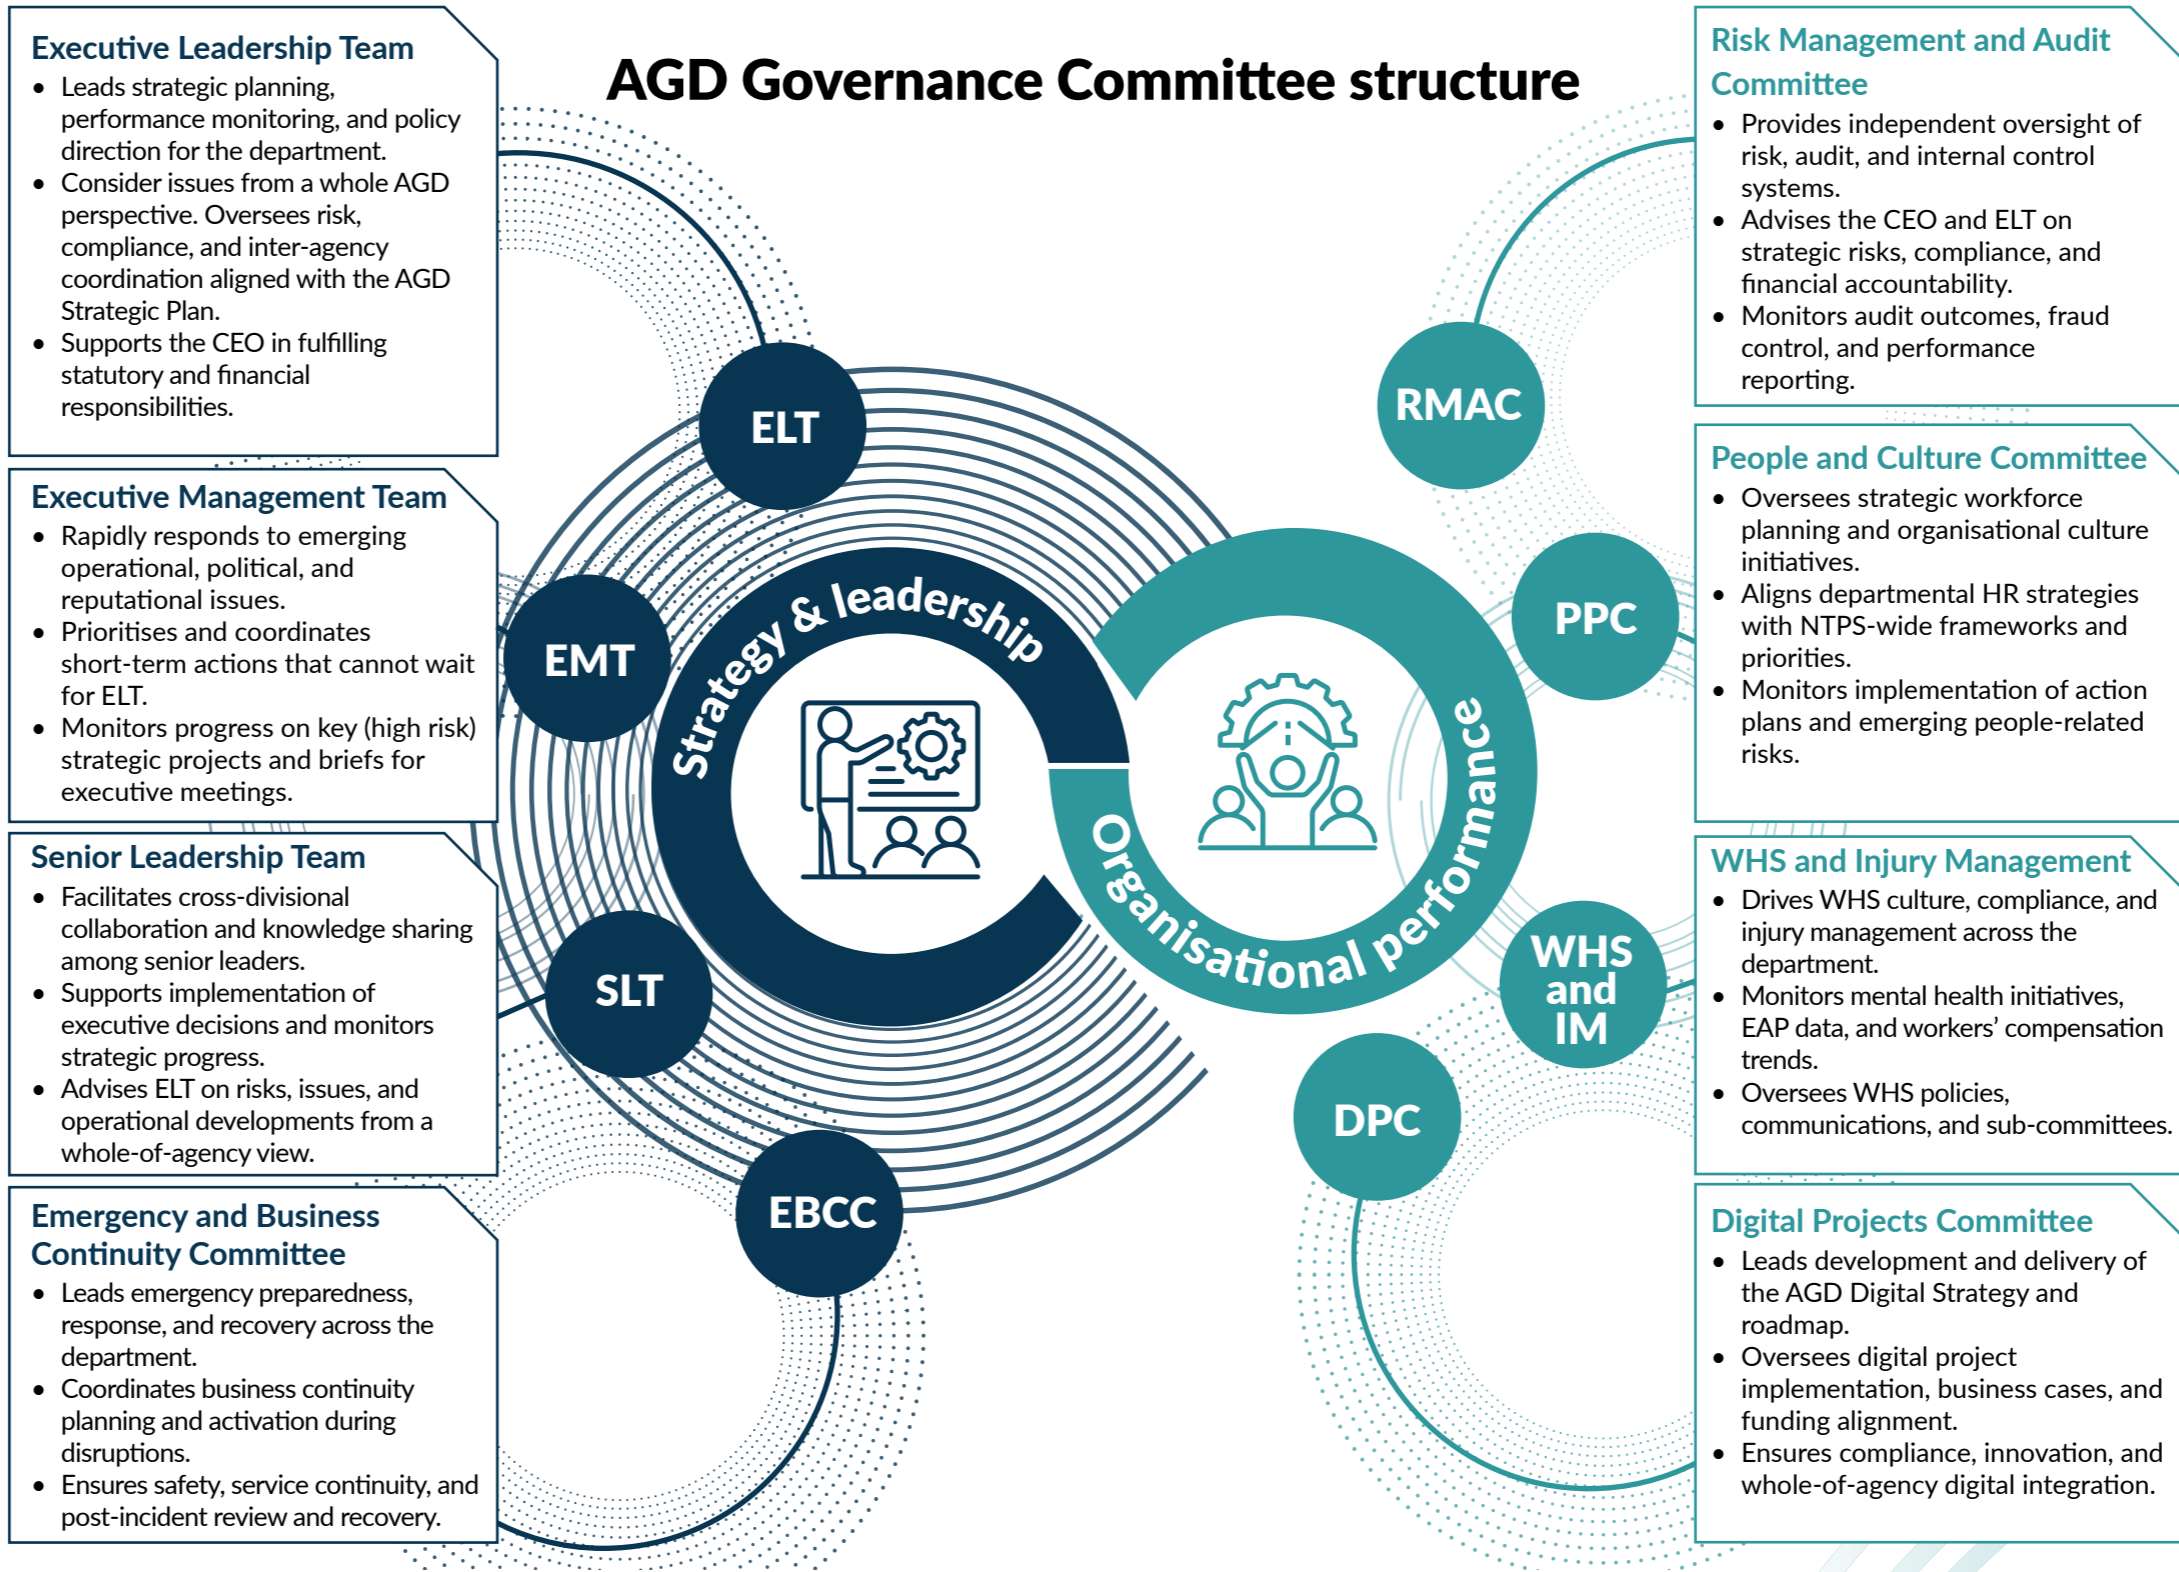 AGD Governance Committee structure
Executive Leadership Team
• Leads strategic planning,
performance monitoring, and policy
direction for the department.
• Consider issues from a whole AGD
perspective. Oversees risk,
compliance, and inter-agency
coordination aligned with the AGD
Strategic Plan.
• Supports the CEO in fulfilling
statutory and financial
responsibilities.
Executive Management Team
• Rapidly responds to emerging
operational, political, and
reputational issues.
• Prioritises and coordinates
short-term actions that cannot wait
for ELT.
• Monitors progress on key (high risk)
strategic projects and briefs for
executive meetings.
Senior Leadership Team
• Facilitates cross-divisional
collaboration and knowledge sharing
among senior leaders.
• Supports implementation of
executive decisions and monitors
strategic progress.
• Advises ELT on risks, issues, and
operational developments from a
whole-of-agency view.
Emergency and Business
Continuity Committee
• Leads emergency preparedness,
response, and recovery across the
department.
• Coordinates business continuity
planning and activation during
disruptions.
• Ensures safety, service continuity, and
post-incident review and recovery.
ELT
EMT
SLT
EBCC
Strategy & leadership
Organisational performance
RMAC
PPC
WHS
and
IM
DPC
Risk Management and Audit
Committee
• Provides independent oversight of
risk, audit, and internal control
systems.
• Advises the CEO and ELT on
strategic risks, compliance, and
financial accountability.
• Monitors audit outcomes, fraud
control, and performance
reporting.
People and Culture Committee
• Oversees strategic workforce
planning and organisational culture
initiatives.
• Aligns departmental HR strategies
with NTPS-wide frameworks and
priorities.
• Monitors implementation of action
plans and emerging people-related
risks.
WHS and Injury Management
• Drives WHS culture, compliance, and
injury management across the
department.
• Monitors mental health initiatives,
EAP data, and workers’ compensation
trends.
• Oversees WHS policies,
communications, and sub-committees.
Digital Projects Committee
• Leads development and delivery of
the AGD Digital Strategy and
roadmap.
• Oversees digital project
implementation, business cases, and
funding alignment.
• Ensures compliance, innovation, and
whole-of-agency digital integration.